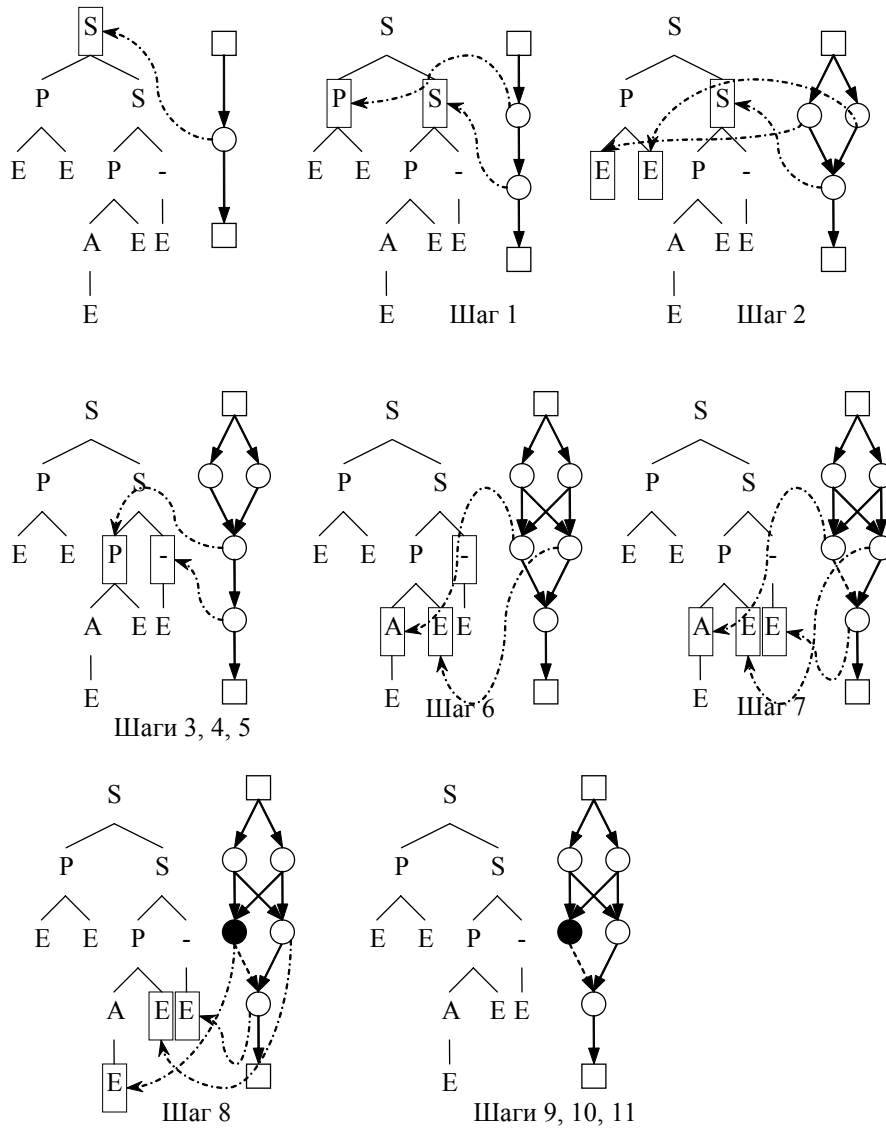 S S S
P S P S P S
E E P - E E P - E E P -
A E E A E E A E E
E E E
Шаг 1 Шаг 2
S S S
P S P S P S
E E P - E E P - E E P -
A E E A E E A E E
E E E
Шаги 3, 4, 5 Шаг 6 Шаг 7
S S
P S P S
E E P - E E P -
A E E A E E
E E
Шаг 8 Шаги 9, 10, 11